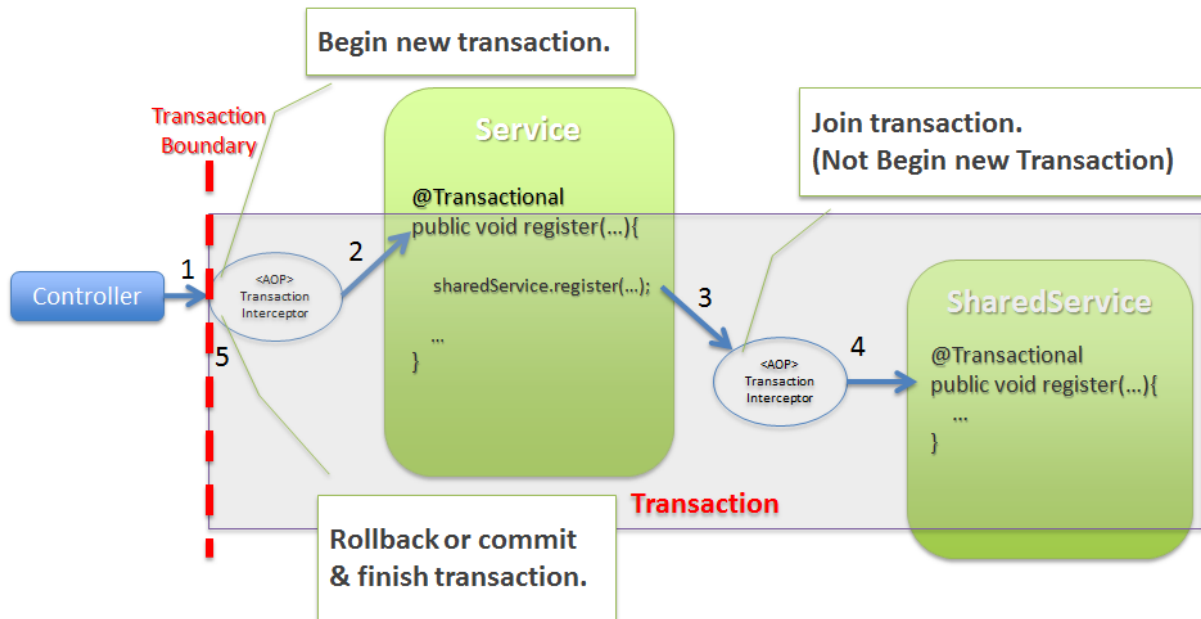 Begin new transaction.
Transaction
Boundary
Service
Join transaction.
(Not Begin new Transaction)
@Transactional
public void register(...){
sharedService.register(...);
...
}
Controller
1
<AOP>
Transaction
Interceptor
2
3
5
<AOP>
Transaction
Interceptor
4
SharedService
@Transactional
public void register(...){
...
}
Transaction
Rollback or commit
& finish transaction.